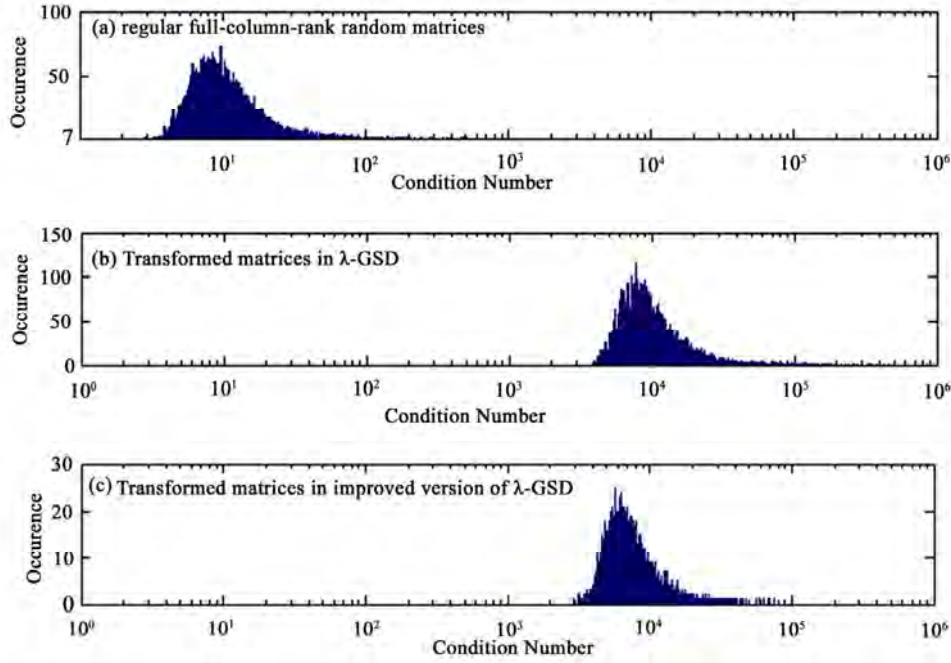 100
(a) regular full-column-rank random matrices
50
7
Occurence
10¹ 10² 10³ 10⁴ 10⁵ 10⁶
Condition Number
150
(b) Transformed matrices in λ-GSD
100
50
0
Occurence
10⁰ 10¹ 10² 10³ 10⁴ 10⁵ 10⁶
Condition Number
30
(c) Transformed matrices in improved version of λ-GSD
20
10
0
Occurence
10⁰ 10¹ 10² 10³ 10⁴ 10⁵ 10⁶
Condition Number